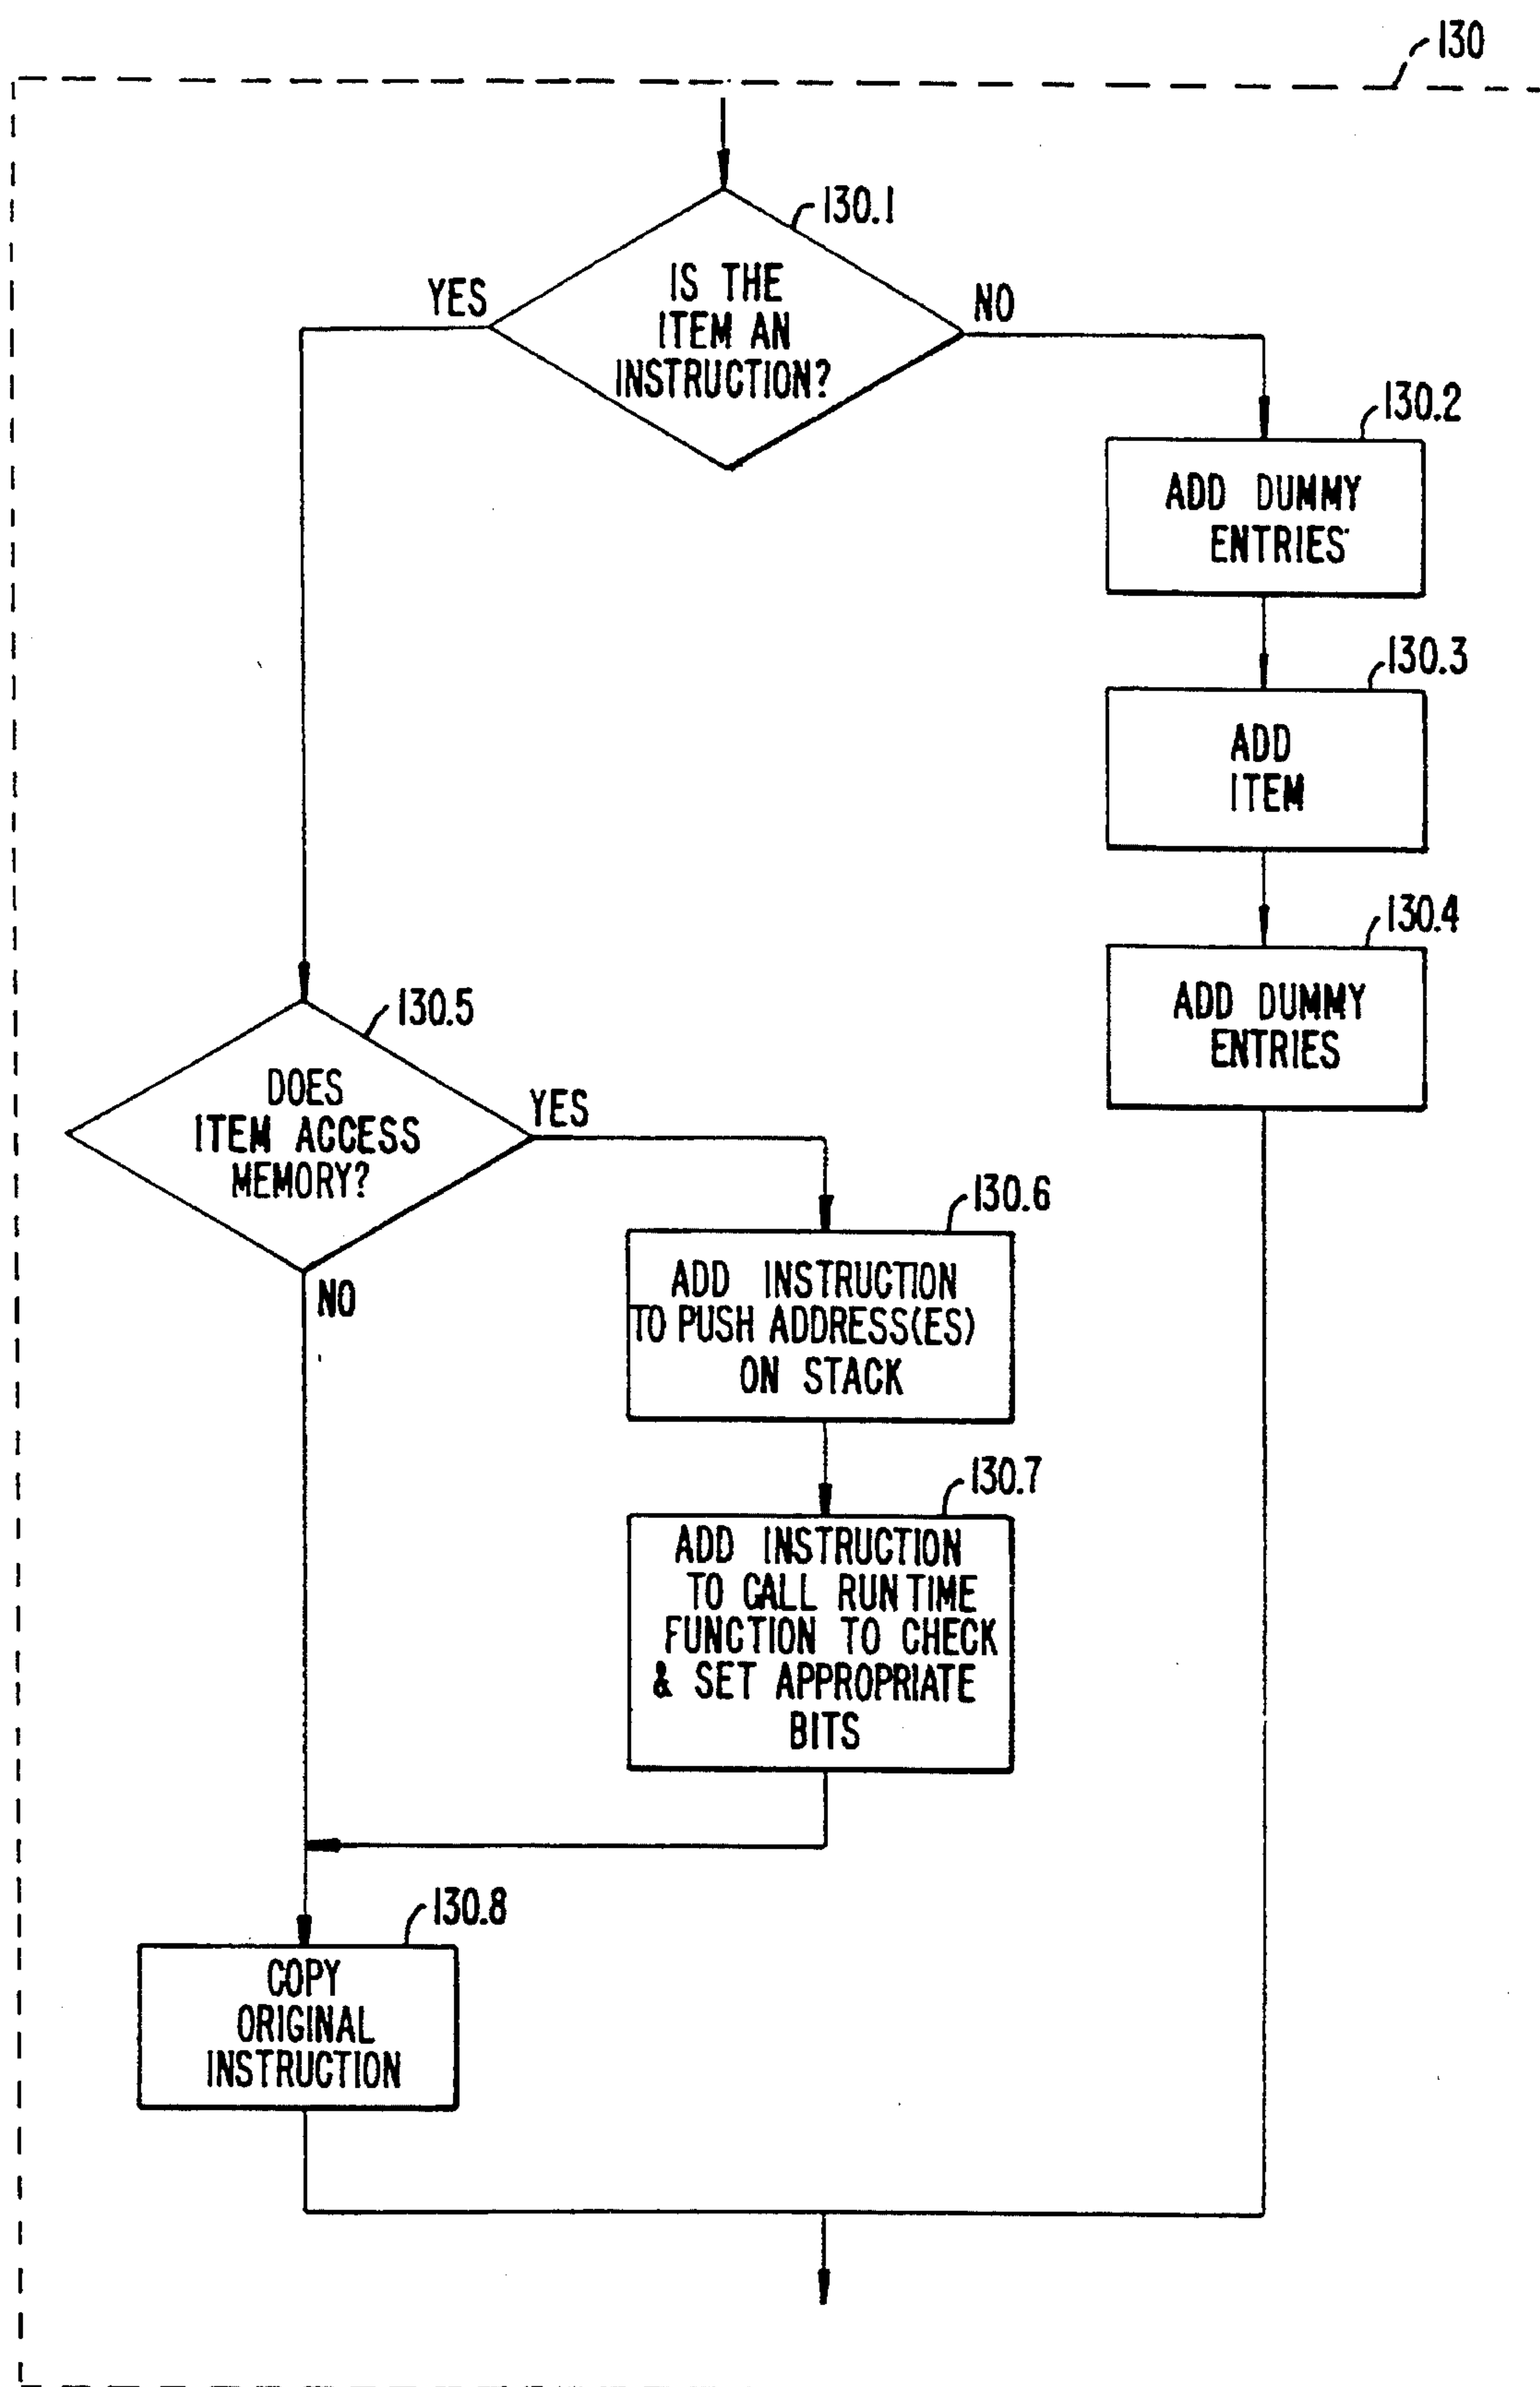 130
130.1
IS THE
ITEM AN
INSTRUCTION?
YES
NO
130.2
ADD DUMMY
ENTRIES
130.3
ADD
ITEM
130.4
ADD DUMMY
ENTRIES
130.5
DOES
ITEM ACCESS
MEMORY?
YES
NO
130.6
ADD INSTRUCTION
TO PUSH ADDRESS(ES)
ON STACK
130.7
ADD INSTRUCTION
TO CALL RUNTIME
FUNCTION TO CHECK
& SET APPROPRIATE
BITS
130.8
COPY
ORIGINAL
INSTRUCTION